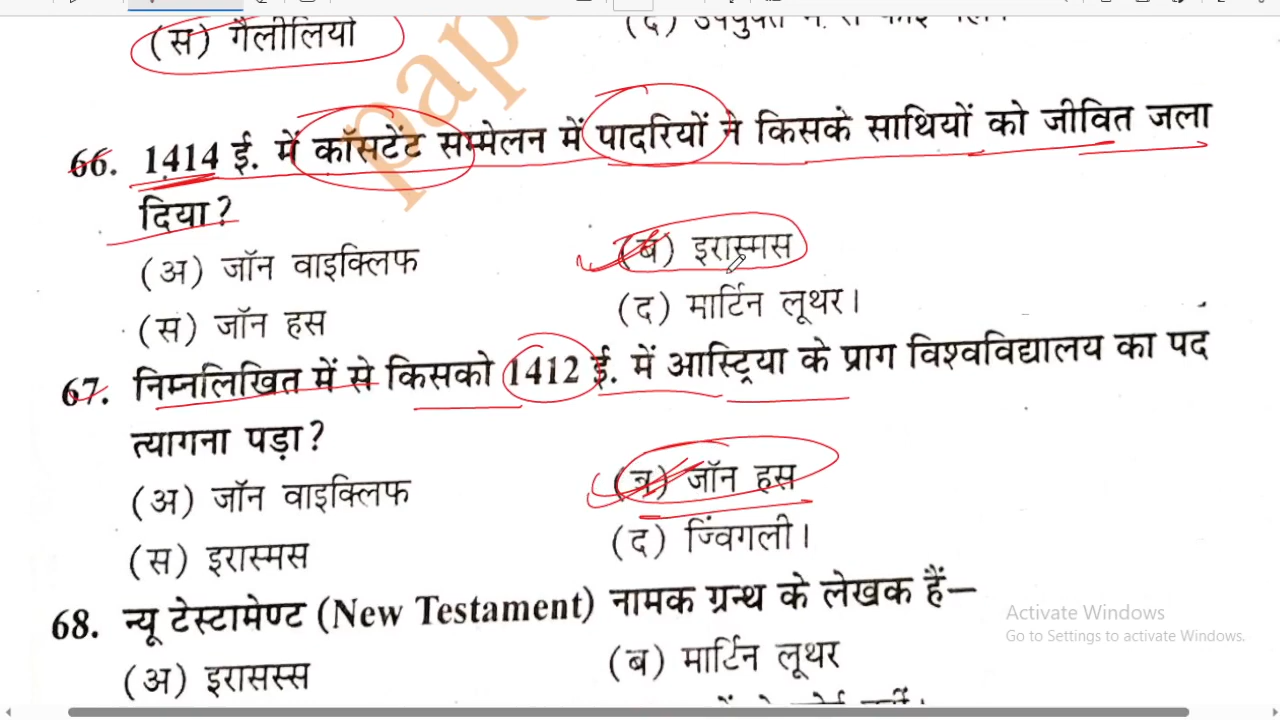 (स) गैलीलियो
66. 1414 ई. में कॉसटेंट सम्मेलन में पादरियों ने किसके साथियों को जीवित जला
दिया?
(अ) जॉन वाइक्लिफ (ब) इरास्मस
(स) जॉन हस (द) मार्टिन लूथर।
67. निम्नलिखित में से किसको 1412 ई. में आस्ट्रिया के प्राग विश्वविद्यालय का पद
त्यागना पड़ा?
(अ) जॉन वाइक्लिफ (ब) जॉन हस
(स) इरास्मस (द) ज्विंगली।
68. न्यू टेस्टामेण्ट (New Testament) नामक ग्रन्थ के लेखक हैं–
(अ) इरासस्स (ब) मार्टिन लूथर
Activate Windows
Go to Settings to activate Windows.
pap